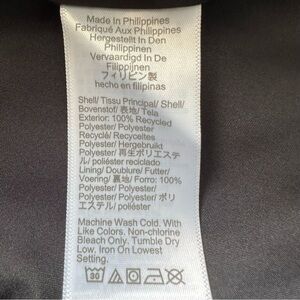 Made In Philippines
Fabriqué Aux Philippines
Hergestellt In Den
Philippinen
Vervaardigd In De
Filippijnen
フィリピン製
hecho en filipinas
Shell/ Tissu Principal/ Shell/
Bovenstof/ 表地/ Tela
Exterior: 100% Recycled
Polyester/ Polyester
Recyclé/ Recyceltes
Polyester/ Hergebruikt
Polyester/ 再生ポリエステ
ル/ poliéster reciclado
Lining/ Doublure/ Futter/
Voering/ 裏地/ Forro: 100%
Polyester/ Polyester/
Polyester/ Polyester/ ポリ
エステル/ poliéster
Machine Wash Cold. With
Like Colors. Non-chlorine
Bleach Only. Tumble Dry
Low. Iron On Lowest
Setting.
30